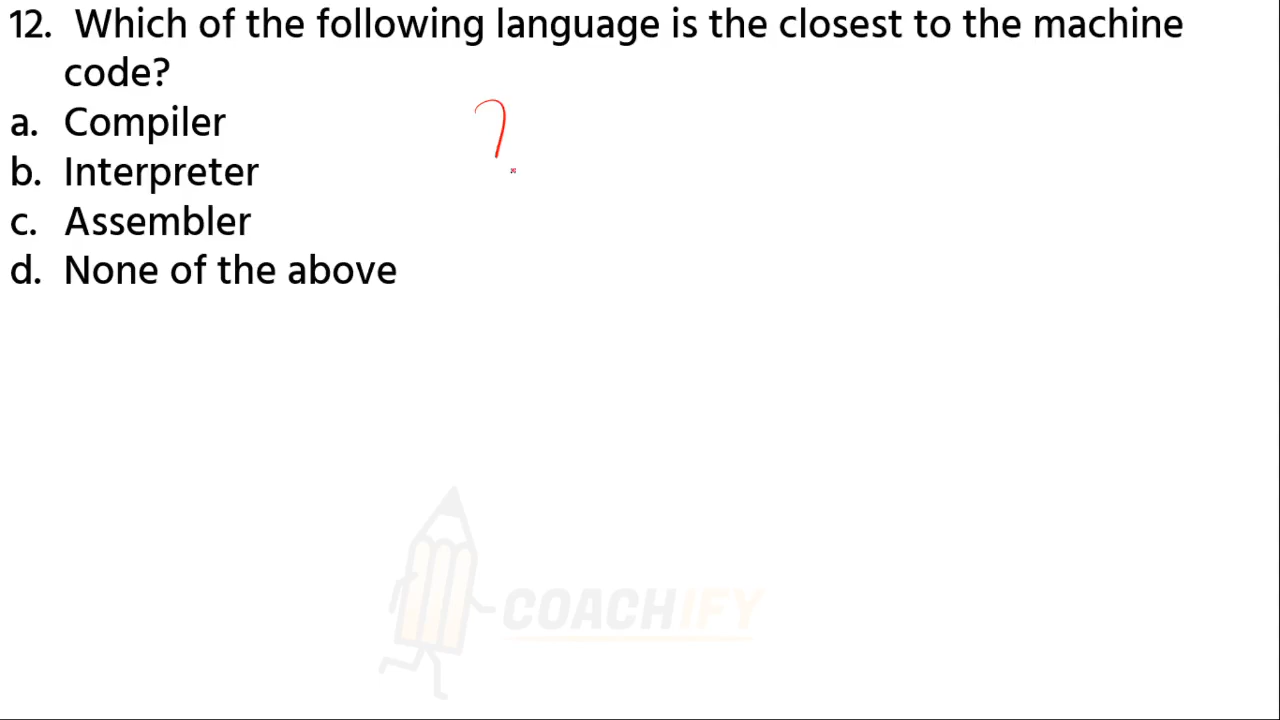 12. Which of the following language is the closest to the machine
code?
a. Compiler
?
b. Interpreter
c. Assembler
d. None of the above
COACHIFY